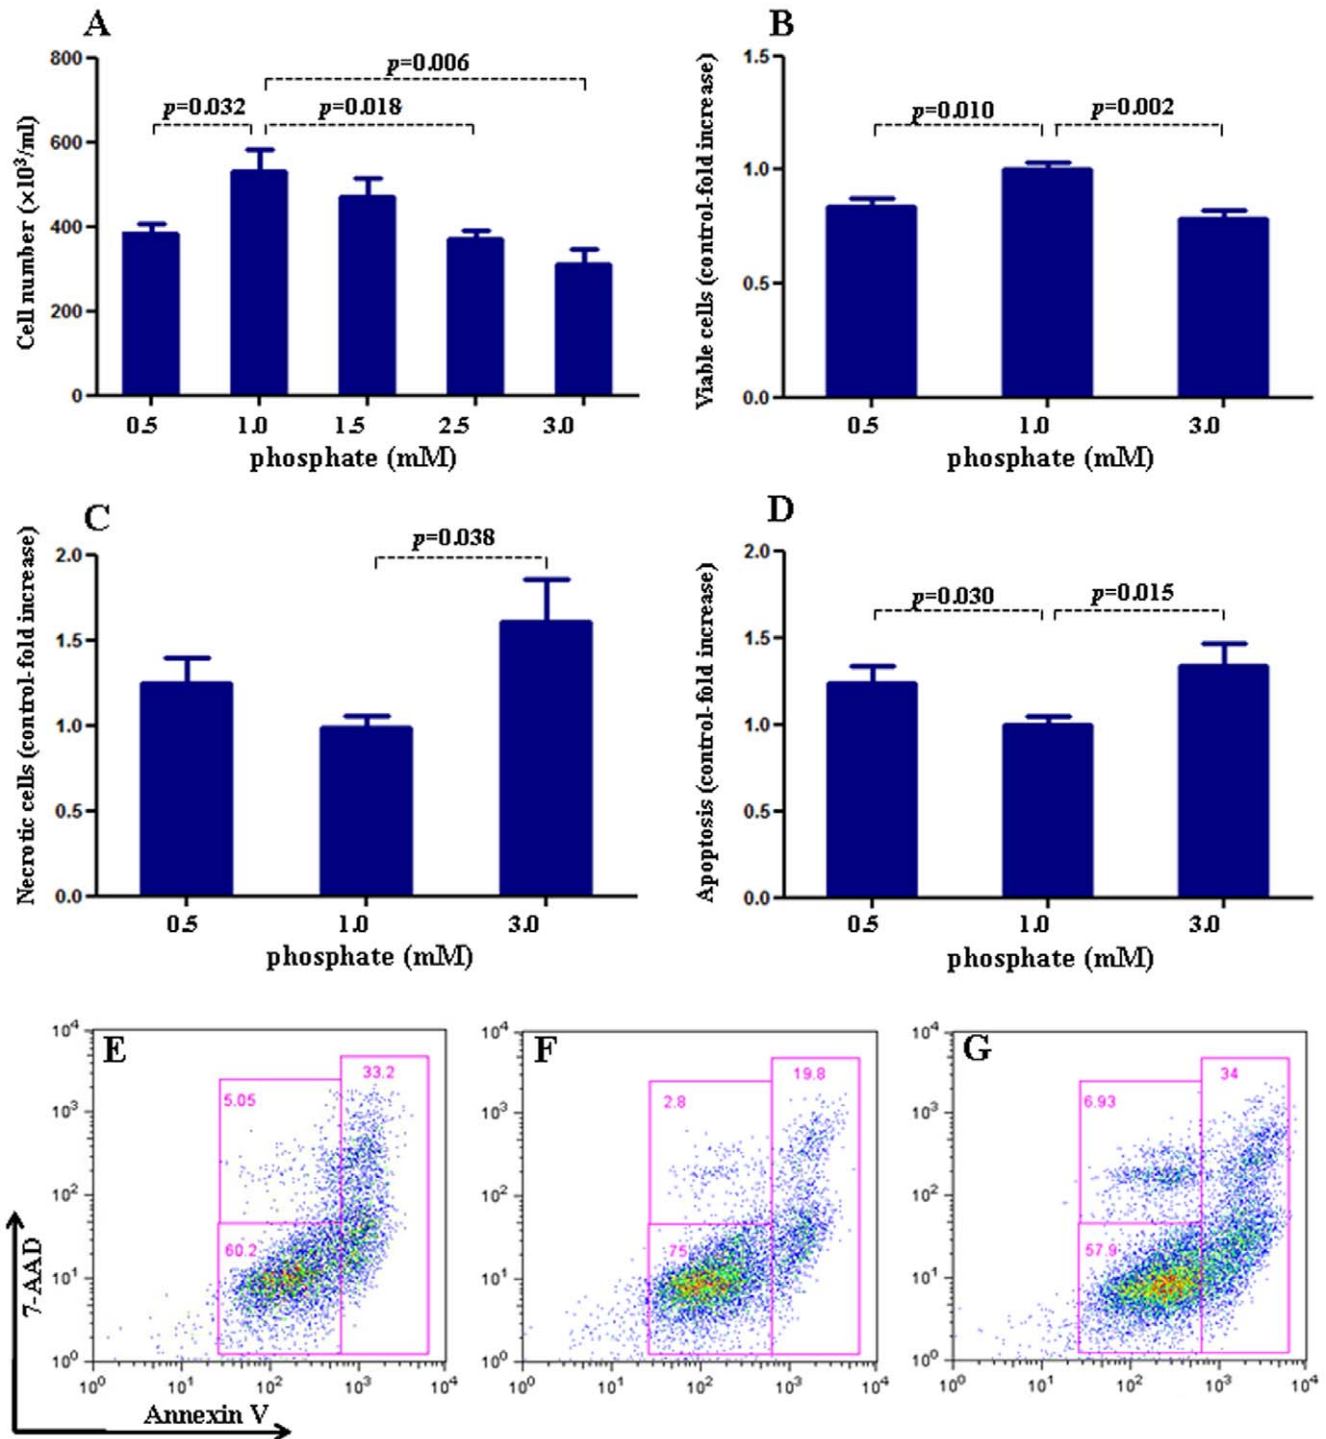 A
Cell number (×10³/ml)
800
600
400
200
0
p=0.006
p=0.032
p=0.018
0.5 1.0 1.5 2.5 3.0
phosphate (mM)
B
Viable cells (control-fold increase)
1.5
1.0
0.5
0.0
p=0.010
p=0.002
0.5 1.0 3.0
phosphate (mM)
C
Necrotic cells (control-fold increase)
2.0
1.5
1.0
0.5
0.0
p=0.038
0.5 1.0 3.0
phosphate (mM)
D
Apoptosis (control-fold increase)
2.0
1.5
1.0
0.5
0.0
p=0.030
p=0.015
0.5 1.0 3.0
phosphate (mM)
E
10⁴
10³
10²
10¹
10⁰
33.2
5.05
60.2
10⁰ 10¹ 10² 10³ 10⁴
7-AAD
Annexin V
F
10⁴
10³
10²
10¹
10⁰
19.8
2.8
75
10⁰ 10¹ 10² 10³ 10⁴
G
10⁴
10³
10²
10¹
10⁰
34
6.93
57.9
10⁰ 10¹ 10² 10³ 10⁴